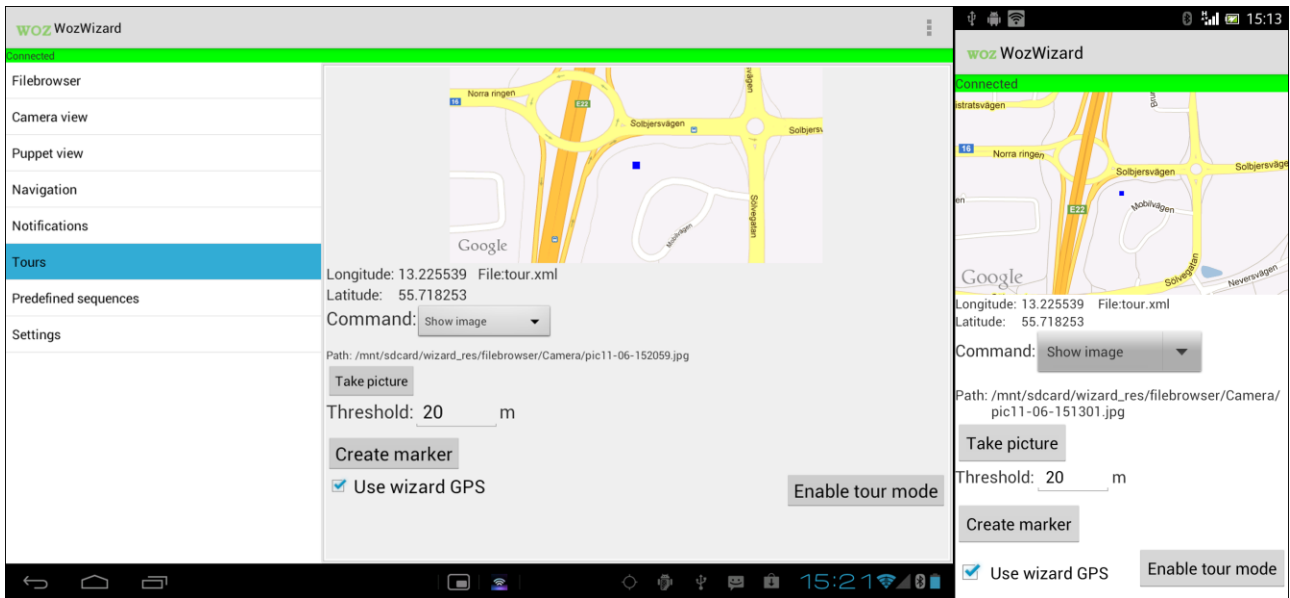 woz WozWizard
Connected
Filebrowser
Camera view
Puppet view
Navigation
Notifications
Tours
Predefined sequences
Settings
Norra ringen
16
E22
Solbjersvägen
Solbjersv
vägen
Sölvegatan
Mobilvägen
Google
Longitude: 13.225539 File:tour.xml
Latitude: 55.718253
Command: Show image
Path: /mnt/sdcard/wizard_res/filebrowser/Camera/pic11-06-152059.jpg
Take picture
Threshold: 20 m
Create marker
Use wizard GPS
Enable tour mode
15:21
15:13
woz WozWizard
Connected
istratsvägen
16
Norra ringen
Solbjersvägen
Solbjersväge
en
E22
Mobilvägen
Google
Sölvegatan
Neversvägen
Longitude: 13.225539 File:tour.xml
Latitude: 55.718253
Command: Show image
Path: /mnt/sdcard/wizard_res/filebrowser/Camera/
pic11-06-151301.jpg
Take picture
Threshold: 20 m
Create marker
Use wizard GPS
Enable tour mode